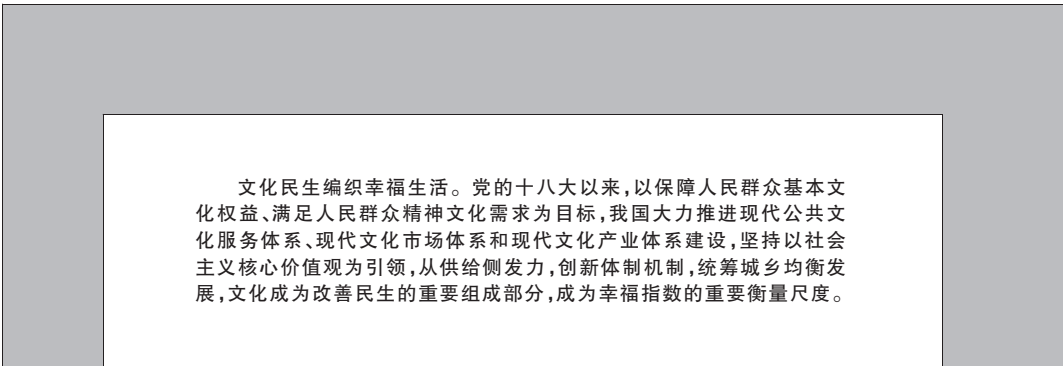 文化民生编织幸福生活。党的十八大以来,以保障人民群众基本文
化权益、满足人民群众精神文化需求为目标,我国大力推进现代公共文
化服务体系、现代文化市场体系和现代文化产业体系建设,坚持以社会
主义核心价值观为引领,从供给侧发力,创新体制机制,统筹城乡均衡发
展,文化成为改善民生的重要组成部分,成为幸福指数的重要衡量尺度。